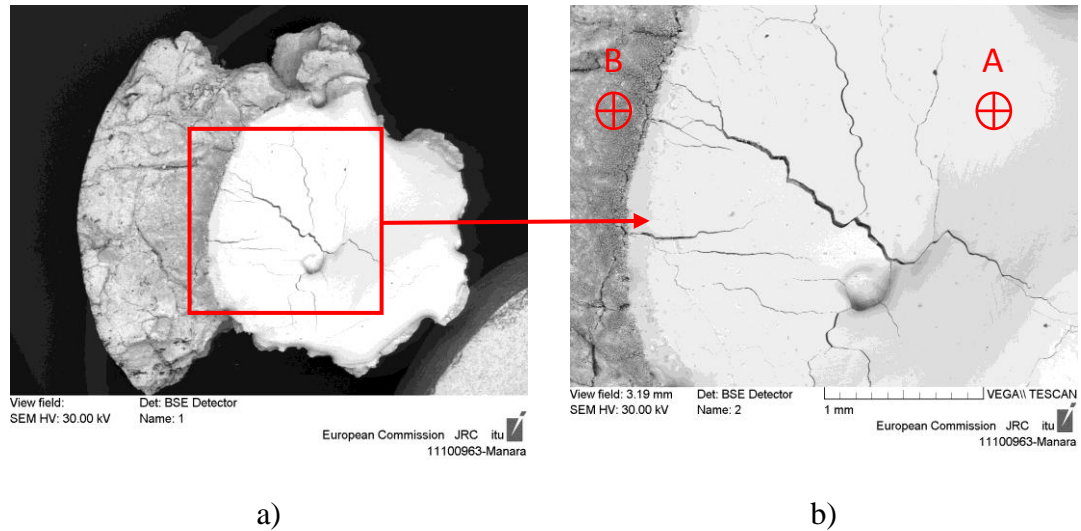 View field: Det: BSE Detector
SEM HV: 30.00 kV Name: 1
European Commission JRC itu
11100963-Manara
a)
B
A
View field: 3.19 mm Det: BSE Detector VEGA\\ TESCAN
SEM HV: 30.00 kV Name: 2 1 mm
European Commission JRC itu
11100963-Manara
b)